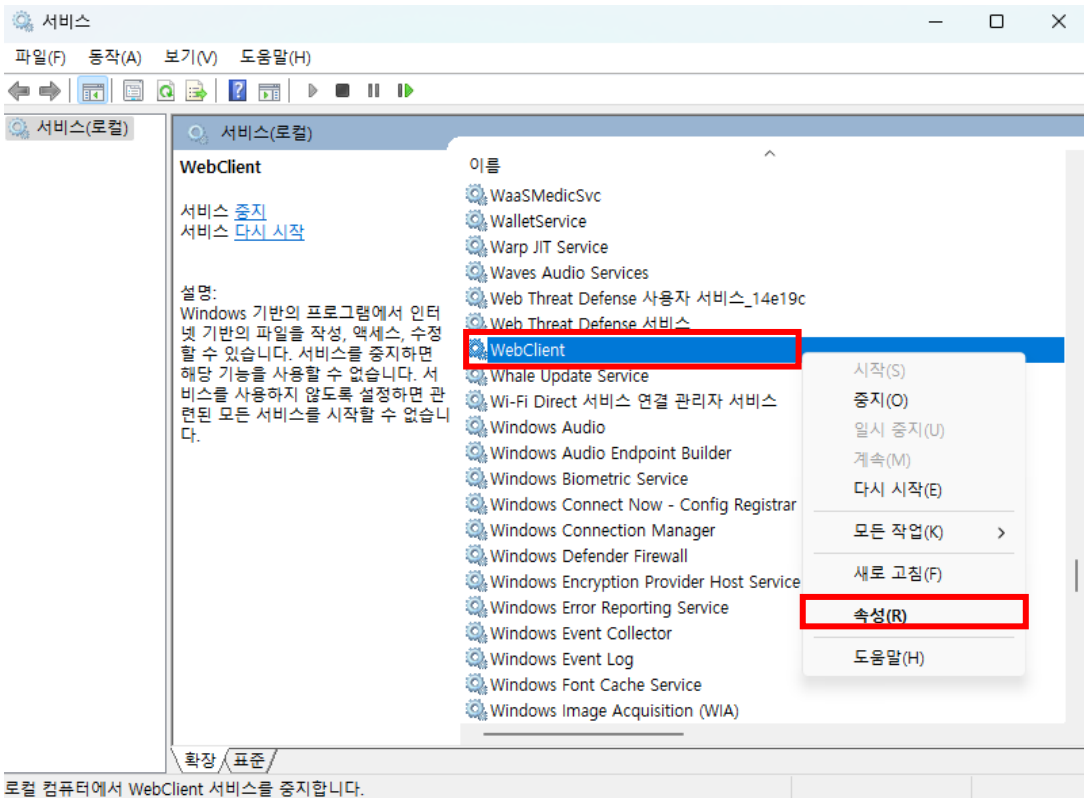 서비스
파일(F) 동작(A) 보기(V) 도움말(H)
서비스(로컬)
서비스(로컬)
WebClient
서비스 중지
서비스 다시 시작
설명:
Windows 기반의 프로그램에서 인터
넷 기반의 파일을 작성, 액세스, 수정
할 수 있습니다. 서비스를 중지하면
해당 기능을 사용할 수 없습니다. 서
비스를 사용하지 않도록 설정하면 관
련된 모든 서비스를 시작할 수 없습니
다.
이름
WaaSMedicSvc
WalletService
Warp JIT Service
Waves Audio Services
Web Threat Defense 사용자 서비스_14e19c
Web Threat Defense 서비스
WebClient
Whale Update Service
Wi-Fi Direct 서비스 연결 관리자 서비스
Windows Audio
Windows Audio Endpoint Builder
Windows Biometric Service
Windows Connect Now - Config Registrar
Windows Connection Manager
Windows Defender Firewall
Windows Encryption Provider Host Service
Windows Error Reporting Service
Windows Event Collector
Windows Event Log
Windows Font Cache Service
Windows Image Acquisition (WIA)
시작(S)
중지(O)
일시 중지(U)
계속(M)
다시 시작(E)
모든 작업(K)
새로 고침(F)
속성(R)
도움말(H)
확장 표준
로컬 컴퓨터에서 WebClient 서비스를 중지합니다.